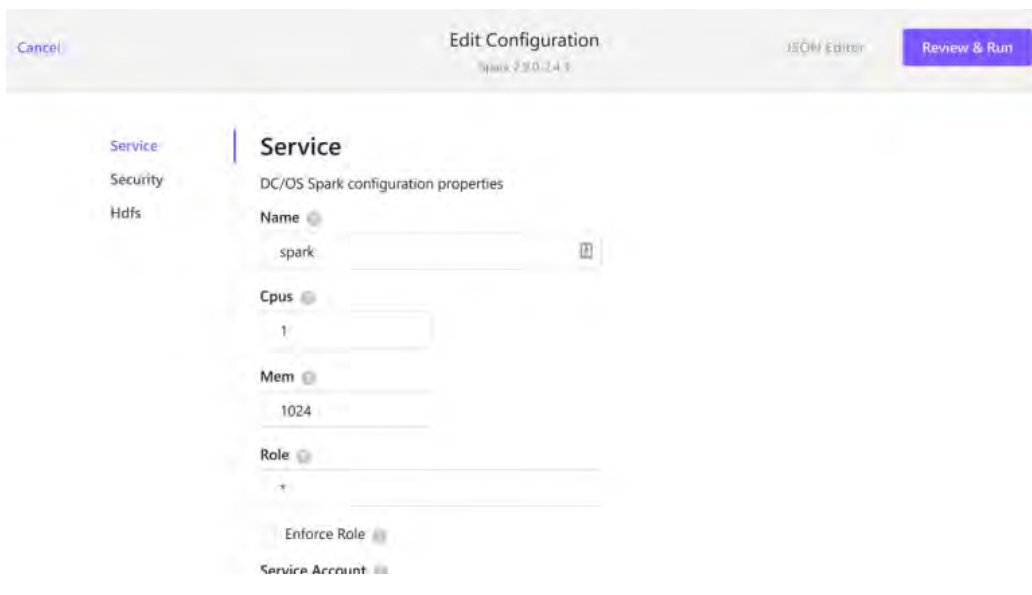 Cancel
Edit Configuration
JSON Editor
Review & Run
Service
Security
Hdfs
Service
DC/OS Spark configuration properties
Name
spark
Cpus
1
Mem
1024
Role
*
Enforce Role
Service Account